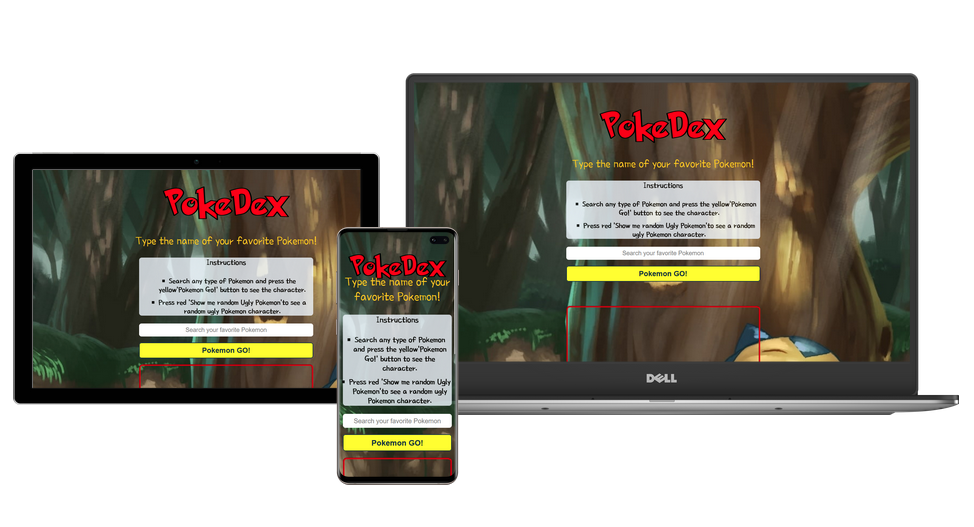 PokeDex
Type the name of your favorite Pokemon!
Instructions
▪ Search any type of Pokemon and press the
yellow'Pokemon Go!' button to see the character.
▪ Press red 'Show me random Ugly Pokemon'to see a
random ugly Pokemon character.
Search your favorite Pokemon
Pokemon GO!
PokeDex
Type the name of your
favorite Pokemon!
Instructions
▪ Search any type of Pokemon
and press the yellow'Pokemon
Go!' button to see the
character.
▪ Press red 'Show me random Ugly
Pokemon'to see a random ugly
Pokemon character.
Search your favorite Pokemon
Pokemon GO!
PokeDex
Type the name of your favorite Pokemon!
Instructions
▪ Search any type of Pokemon and press the yellow'Pokemon
Go!' button to see the character.
▪ Press red 'Show me random Ugly Pokemon'to see a random
ugly Pokemon character.
Search your favorite Pokemon
Pokemon GO!
DELL